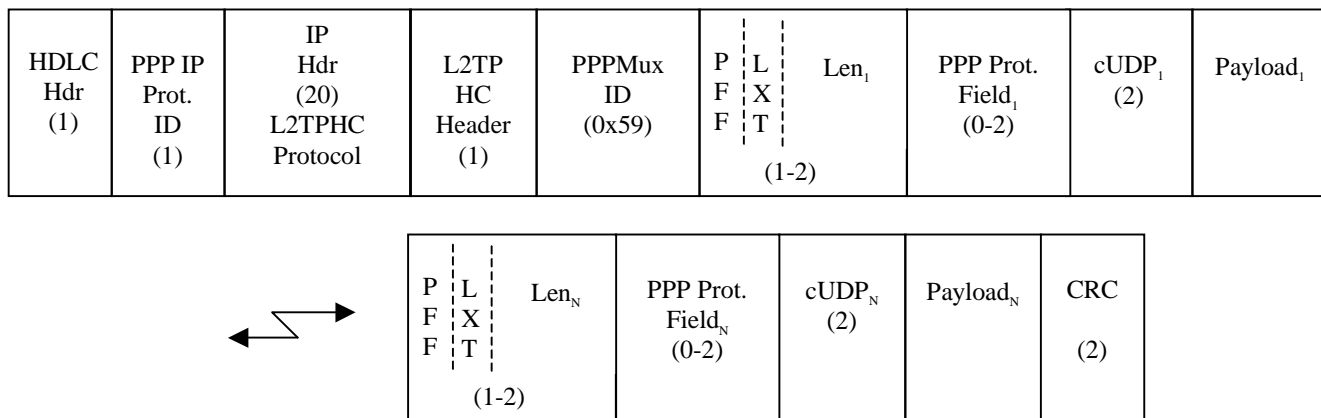 HDLC
Hdr
(1)
PPP IP
Prot.
ID
(1)
IP
Hdr
(20)
L2TPHC
Protocol
L2TP
HC
Header
(1)
PPPMux
ID
(0x59)
P
F
F
L
X
T
Len1
(1-2)
PPP Prot.
Field1
(0-2)
cUDP1
(2)
Payload1
P
F
F
L
X
T
LenN
(1-2)
PPP Prot.
FieldN
(0-2)
cUDPN
(2)
PayloadN
CRC
(2)